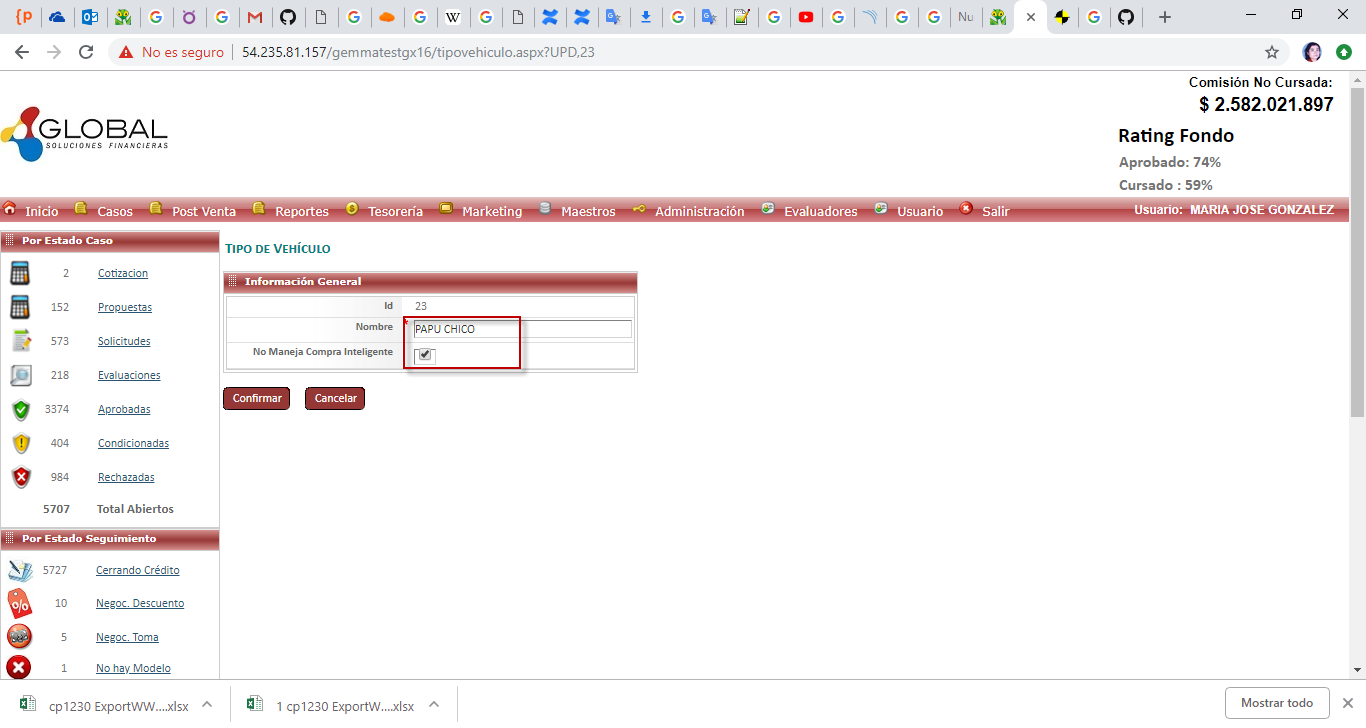 Nu
No es seguro
54.235.81.157/gemmatestgx16/tipovehiculo.aspx?UPD,23
Comisión No Cursada:
$ 2.582.021.897
GLOBAL
SOLUCIONES FINANCIERAS
Rating Fondo
Aprobado: 74%
Cursado : 59%
Inicio Casos Post Venta Reportes Tesorería Marketing Maestros Administración Evaluadores Usuario Salir Usuario: MARIA JOSE GONZALEZ
Por Estado Caso
2 Cotizacion
152 Propuestas
573 Solicitudes
218 Evaluaciones
3374 Aprobadas
404 Condicionadas
984 Rechazadas
5707 Total Abiertos
Por Estado Seguimiento
5727 Cerrando Crédito
10 Negoc. Descuento
5 Negoc. Toma
1 No hay Modelo
TIPO DE VEHÍCULO
Información General
Id 23
Nombre * PAPU CHICO
No Maneja Compra Inteligente
Confirmar Cancelar
cp1230 ExportWW....xlsx
1 cp1230 ExportW....xlsx
Mostrar todo